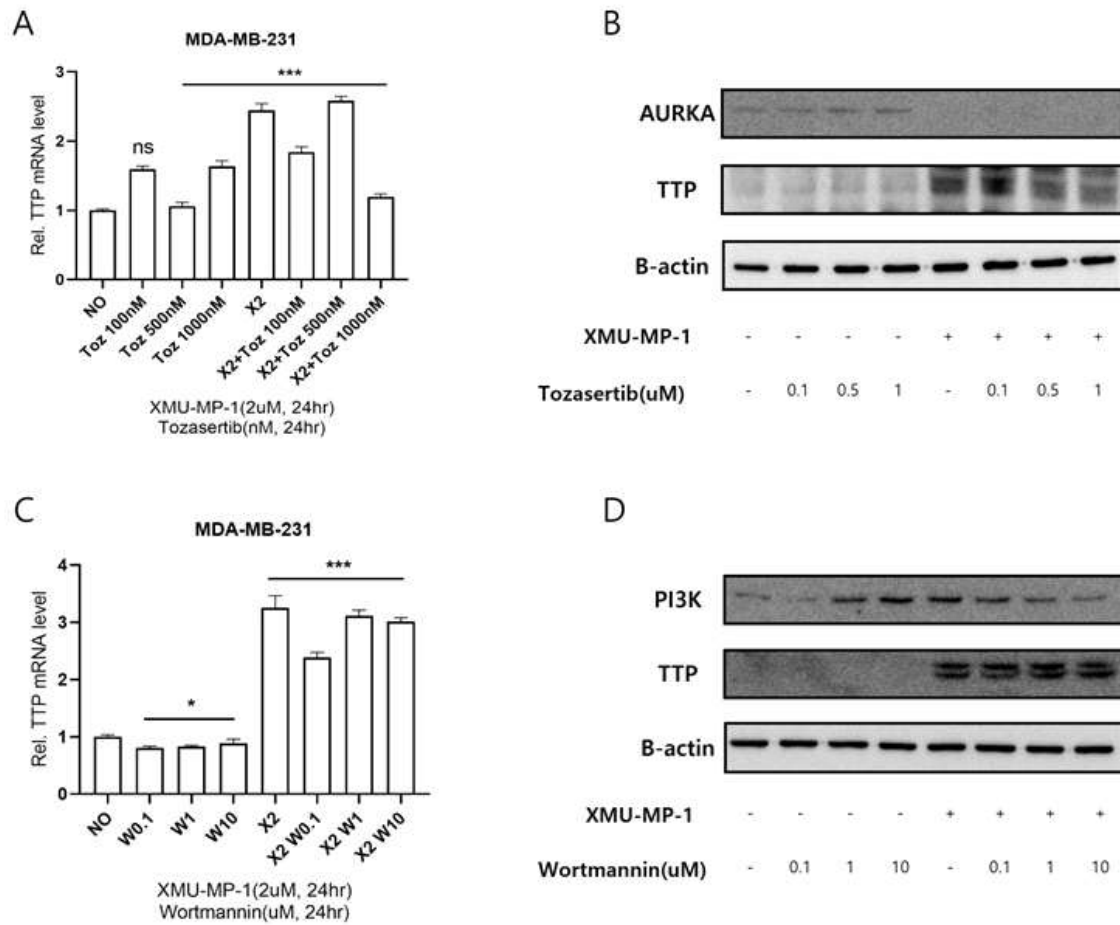 A
MDA-MB-231
Rel. TTP mRNA level
3
2
1
0
ns
***
NO
Toz 100nM
Toz 500nM
Toz 1000nM
X2
X2+Toz 100nM
X2+Toz 500nM
X2+Toz 1000nM
XMU-MP-1(2uM, 24hr)
Tozasertib(nM, 24hr)
B
AURKA
TTP
B-actin
XMU-MP-1 - - - - + + + +
Tozasertib(uM) - 0.1 0.5 1 - 0.1 0.5 1
C
MDA-MB-231
Rel. TTP mRNA level
4
3
2
1
0
*
***
NO
W0.1
W1
W10
X2
X2 W0.1
X2 W1
X2 W10
XMU-MP-1(2uM, 24hr)
Wortmannin(uM, 24hr)
D
PI3K
TTP
B-actin
XMU-MP-1 - - - - + + + +
Wortmannin(uM) - 0.1 1 10 - 0.1 1 10